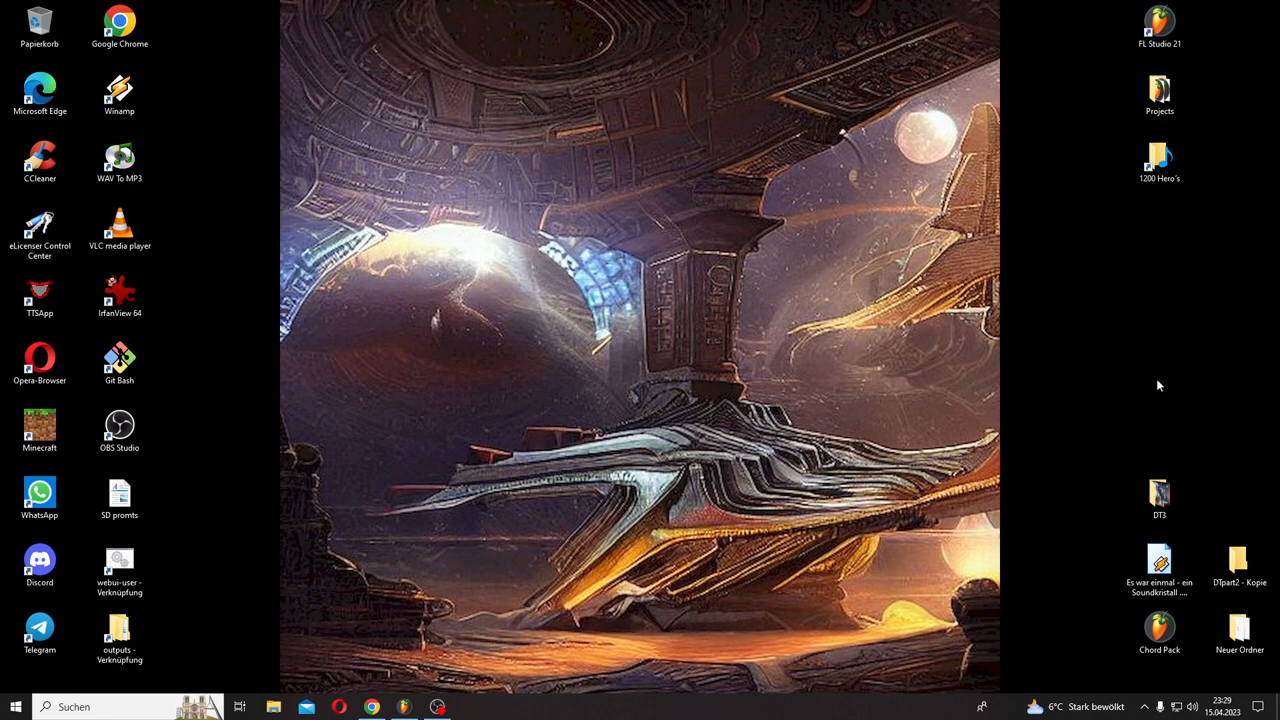 Papierkorb
Google Chrome
FL Studio 21
Microsoft Edge
Winamp
Projects
CCleaner
WAV To MP3
1200 Hero´s
eLicenser Control
Center
VLC media player
TTSApp
IrfanView 64
Opera-Browser
Git Bash
Minecraft
OBS Studio
WhatsApp
SD promts
DT3
Discord
webui-user -
Verknüpfung
Es war einmal - ein
Soundkristall ....
DTpart2 - Kopie
Telegram
outputs -
Verknüpfung
Chord Pack
Neuer Ordner
Suchen
6°C Stark bewölkt
23:29
15.04.2023